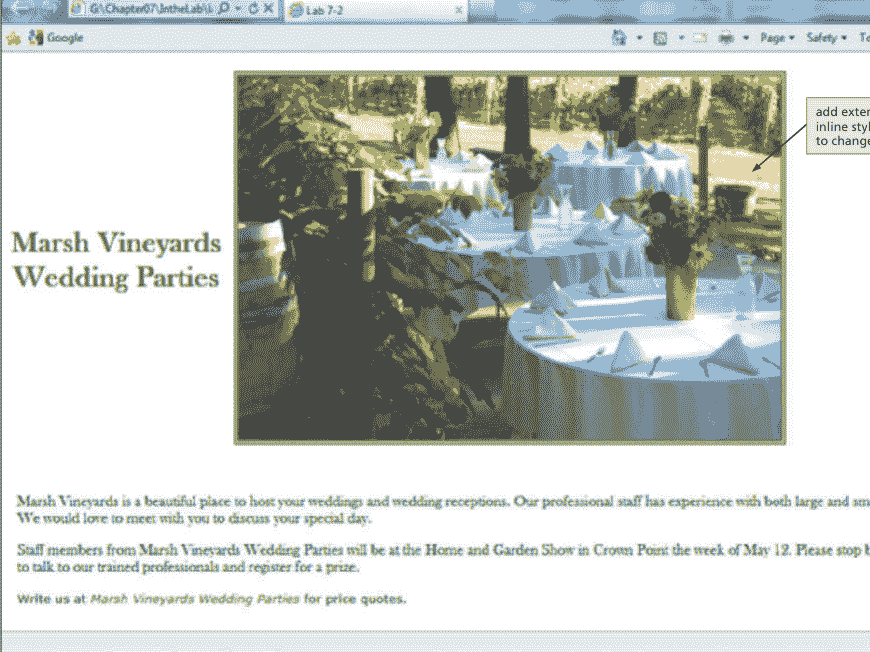 G:\Chapter07\IntheLab\L
Lab 7-2
x
Google
Page
Safety
add exter
inline styl
to change
Marsh Vineyards
Wedding Parties
Marsh Vineyards is a beautiful place to host your weddings and wedding receptions. Our professional staff has experience with both large and sm
We would love to meet with you to discuss your special day.
Staff members from Marsh Vineyards Wedding Parties will be at the Home and Garden Show in Crown Point the week of May 12. Please stop b
to talk to our trained professionals and register for a prize.
Write us at Marsh Vineyards Wedding Parties for price quotes.